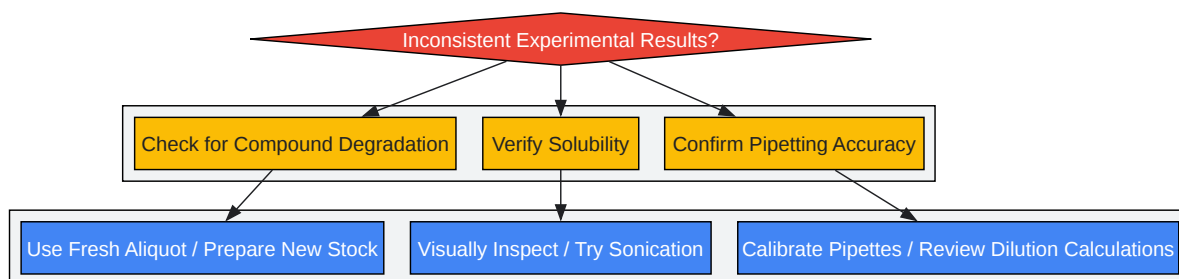 Inconsistent Experimental Results?
Check for Compound Degradation
Verify Solubility
Confirm Pipetting Accuracy
Use Fresh Aliquot / Prepare New Stock
Visually Inspect / Try Sonication
Calibrate Pipettes / Review Dilution Calculations